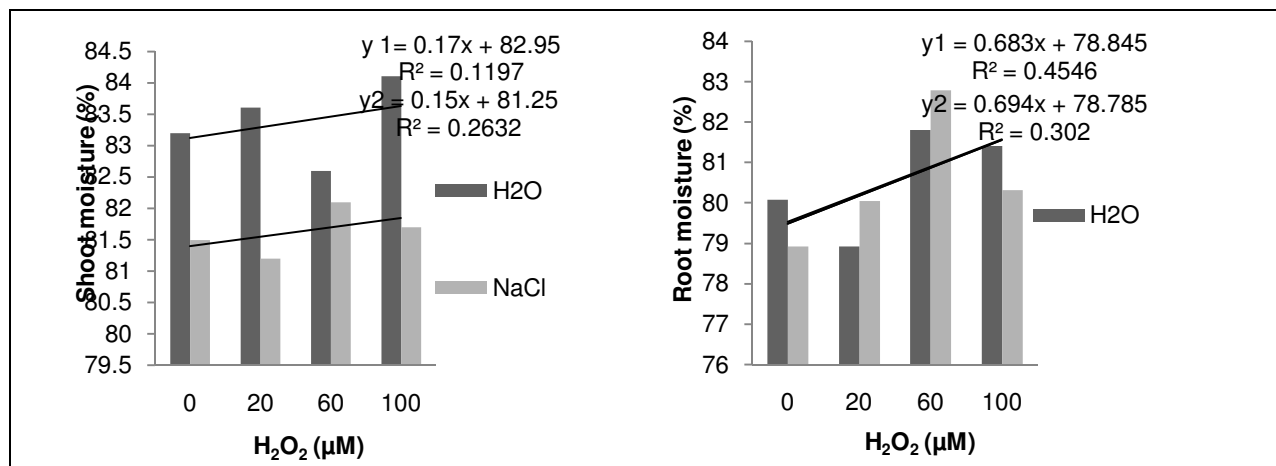 y 1= 0.17x + 82.95
R² = 0.1197
y2 = 0.15x + 81.25
R² = 0.2632
84.5
84
83.5
83
82.5
82
81.5
81
80.5
80
79.5
Shoot moisture (%)
0 20 60 100
H₂O₂ (µM)
H2O
NaCl
y1 = 0.683x + 78.845
R² = 0.4546
y2 = 0.694x + 78.785
R² = 0.302
84
83
82
81
80
79
78
77
76
Root moisture (%)
0 20 60 100
H₂O₂ (µM)
H2O